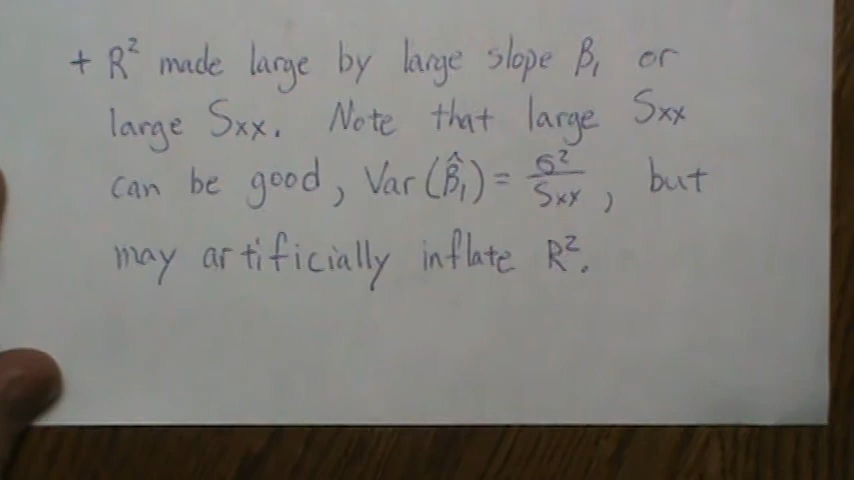 + R² made large by large slope β₁ or
large Sxx. Note that large Sxx
can be good, Var(β̂₁) = σ²/Sxx, but
may artificially inflate R².